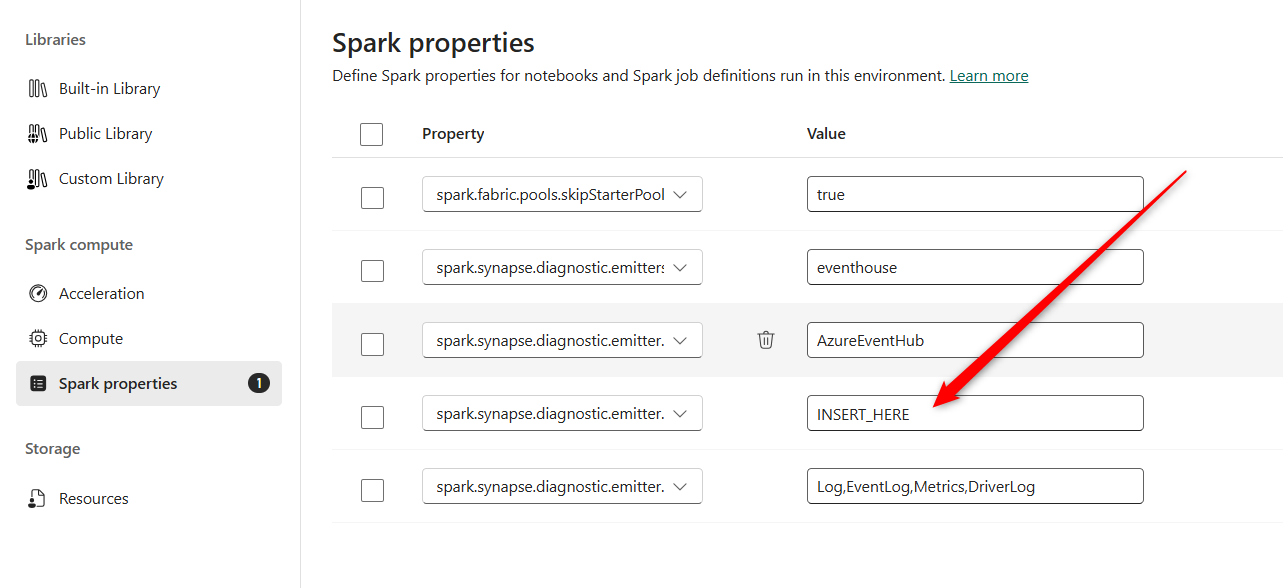 Libraries
Built-in Library
Public Library
Custom Library
Spark compute
Acceleration
Compute
Spark properties 1
Storage
Resources
Spark properties
Define Spark properties for notebooks and Spark job definitions run in this environment. Learn more
Property Value
spark.fabric.pools.skipStarterPool true
spark.synapse.diagnostic.emitters eventhouse
spark.synapse.diagnostic.emitter. AzureEventHub
spark.synapse.diagnostic.emitter. INSERT_HERE
spark.synapse.diagnostic.emitter. Log,EventLog,Metrics,DriverLog